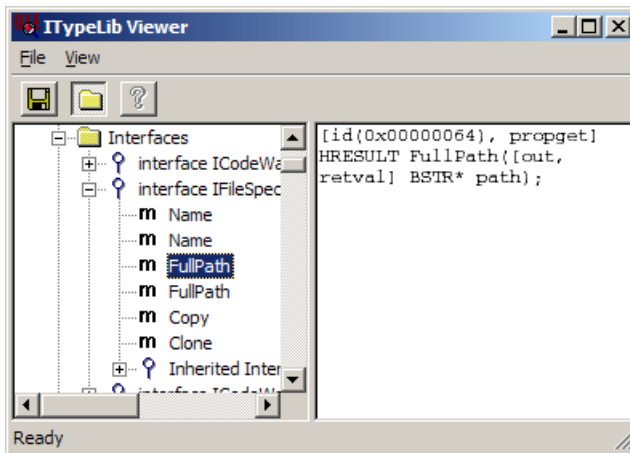 ITypeLib Viewer
File View
Interfaces
interface ICodeWa
interface IFileSpec
m Name
m Name
m FullPath
m FullPath
m Copy
m Clone
Inherited Inter
[id(0x00000064), propget]
HRESULT FullPath([out,
retval] BSTR* path);
Ready